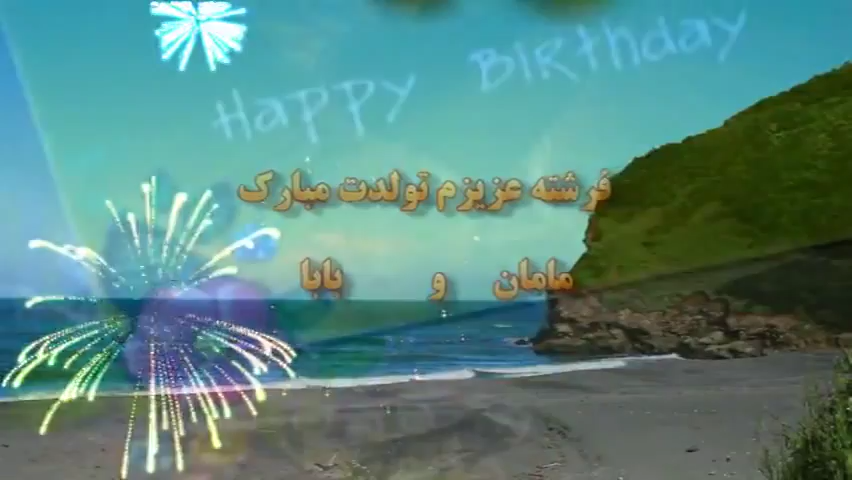 Happy Birthday
فرشته عزیزم تولدت مبارک
مامان و بابا